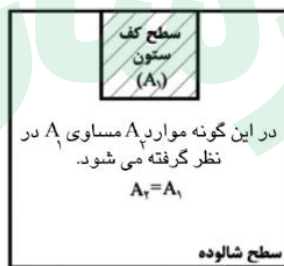 سطح کف
ستون
(A₁)
در این گونه موارد A₂ مساوی A₁ در
نظر گرفته می شود.
A₂=A₁
سطح شالوده